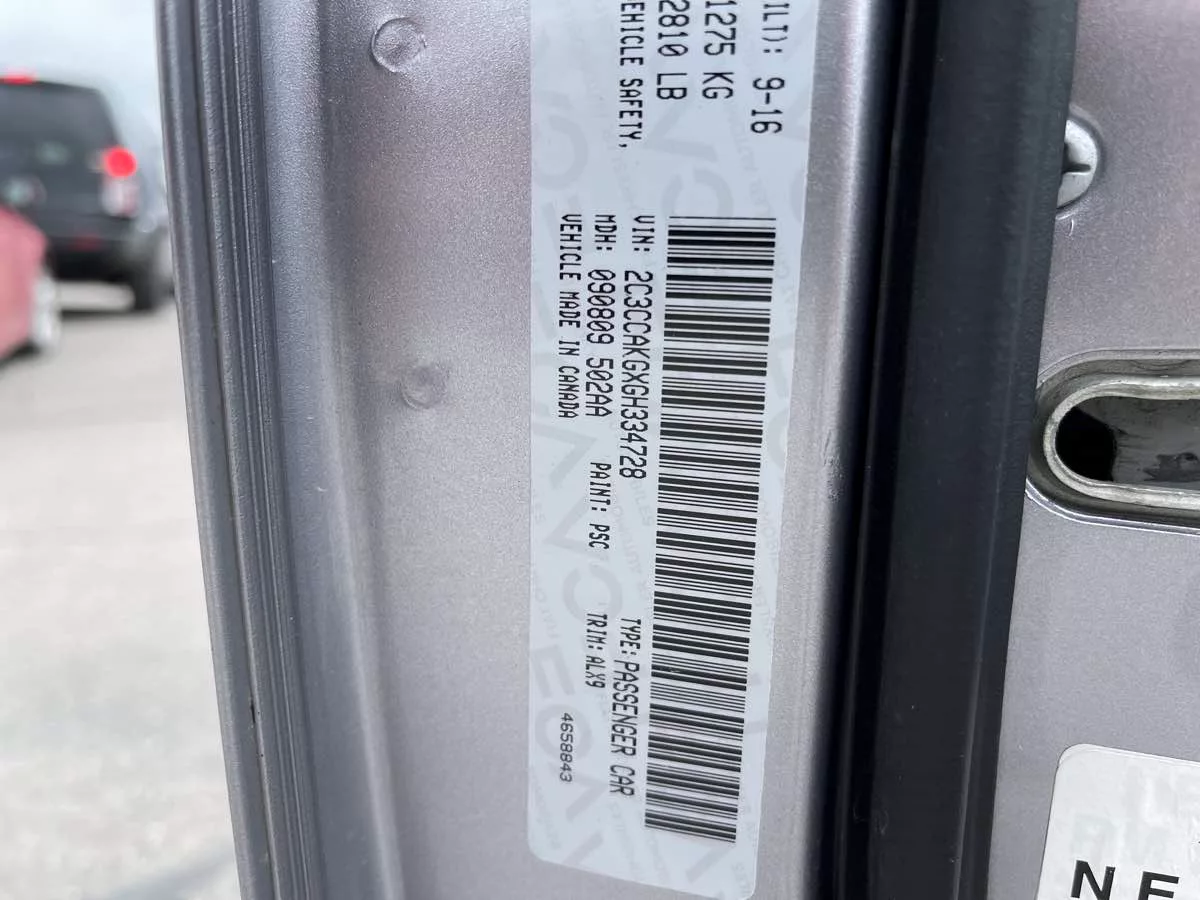 ILT): 9-16
1275 KG
2810 LB
EHICLE SAFETY,
VIN: 2C3CCAKGXGH334728
TYPE: PASSENGER CAR
MDH: 090809 502AA
PAINT: PSC
TRIM: ALX9
VEHICLE MADE IN CANADA
4658843
NE